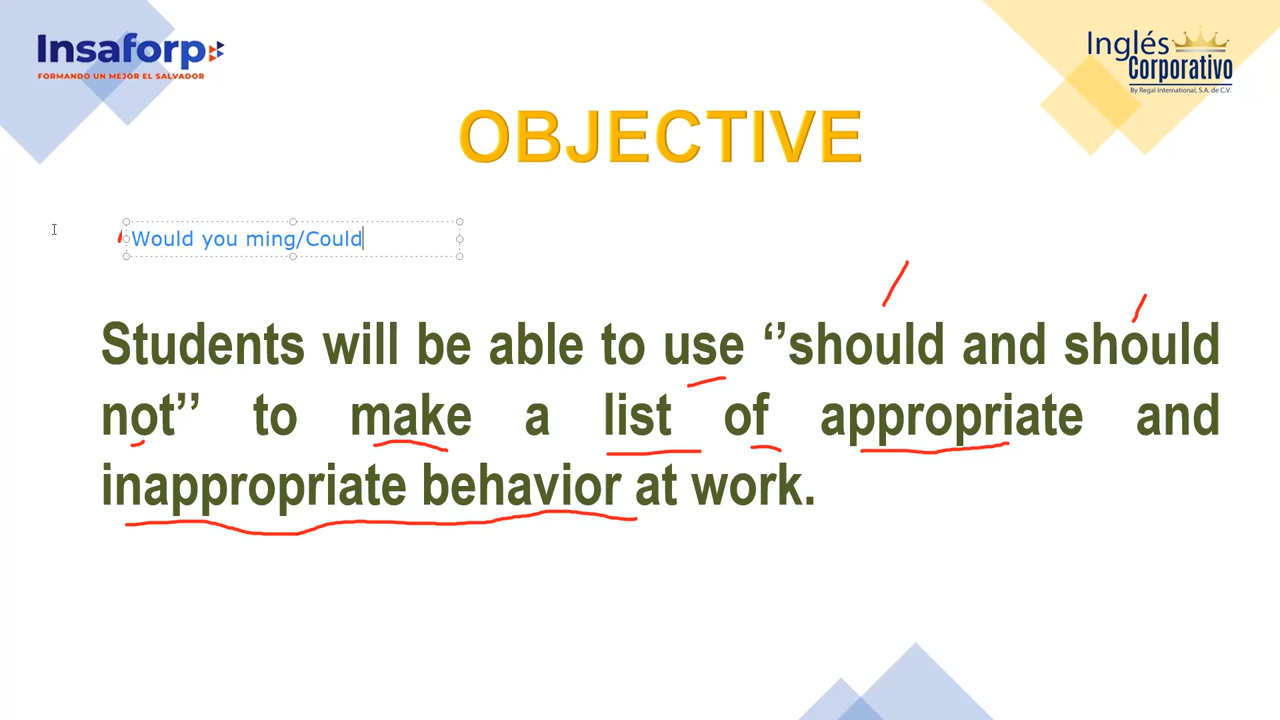 Insaforp
FORMANDO UN MEJOR EL SALVADOR
Inglés
Corporativo
By Regal International, S.A. de C.V.
OBJECTIVE
Would you ming/Could
Students will be able to use ‘’should and should
not’’ to make a list of appropriate and
inappropriate behavior at work.